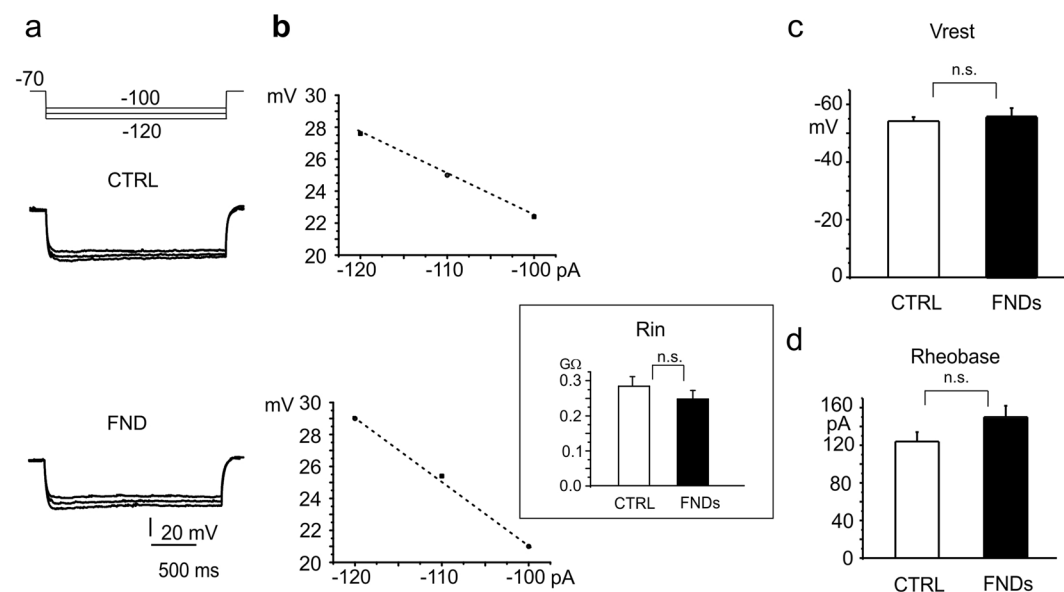 a
-70
-100
-120
CTRL
FND
20 mV
500 ms
b
mV
30
28
26
24
22
20
-120
-110
-100 pA
mV
30
28
26
24
22
20
-120
-110
-100 pA
Rin
n.s.
GΩ
0.3
0.2
0.1
0.0
CTRL
FNDs
c
Vrest
n.s.
-60
mV
-40
-20
0
CTRL
FNDs
d
Rheobase
n.s.
160
pA
120
80
40
0
CTRL
FNDs